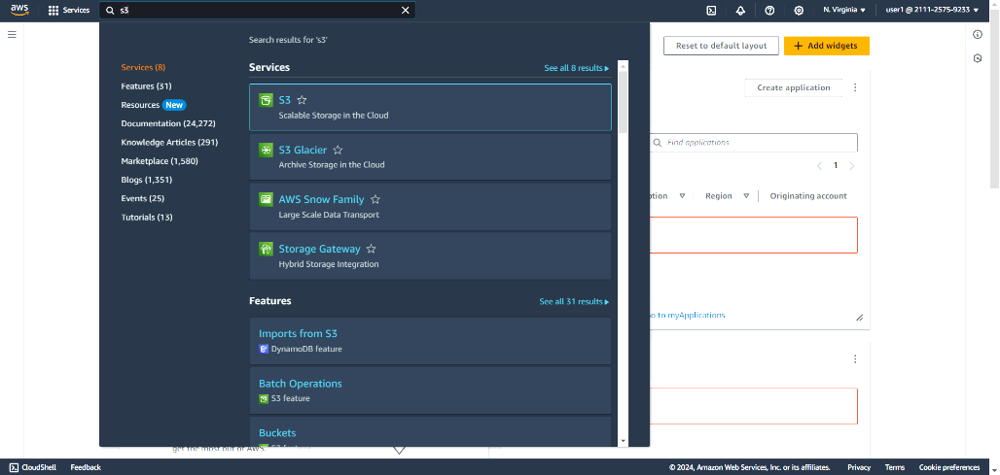 aws
Services
s3
N. Virginia
user1 @ 2111-2575-9233
Search results for 's3'
Services (8)
Features (31)
Resources New
Documentation (24,272)
Knowledge Articles (291)
Marketplace (1,580)
Blogs (1,351)
Events (25)
Tutorials (13)
Services
See all 8 results
S3
Scalable Storage in the Cloud
S3 Glacier
Archive Storage in the Cloud
AWS Snow Family
Large Scale Data Transport
Storage Gateway
Hybrid Storage Integration
Features
See all 31 results
Imports from S3
DynamoDB feature
Batch Operations
S3 feature
Buckets
S3 feature
Reset to default layout
+ Add widgets
Create application
Find applications
1
Region
Originating account
to myApplications
get the most out of AWS.
CloudShell
Feedback
© 2024, Amazon Web Services, Inc. or its affiliates.
Privacy
Terms
Cookie preferences